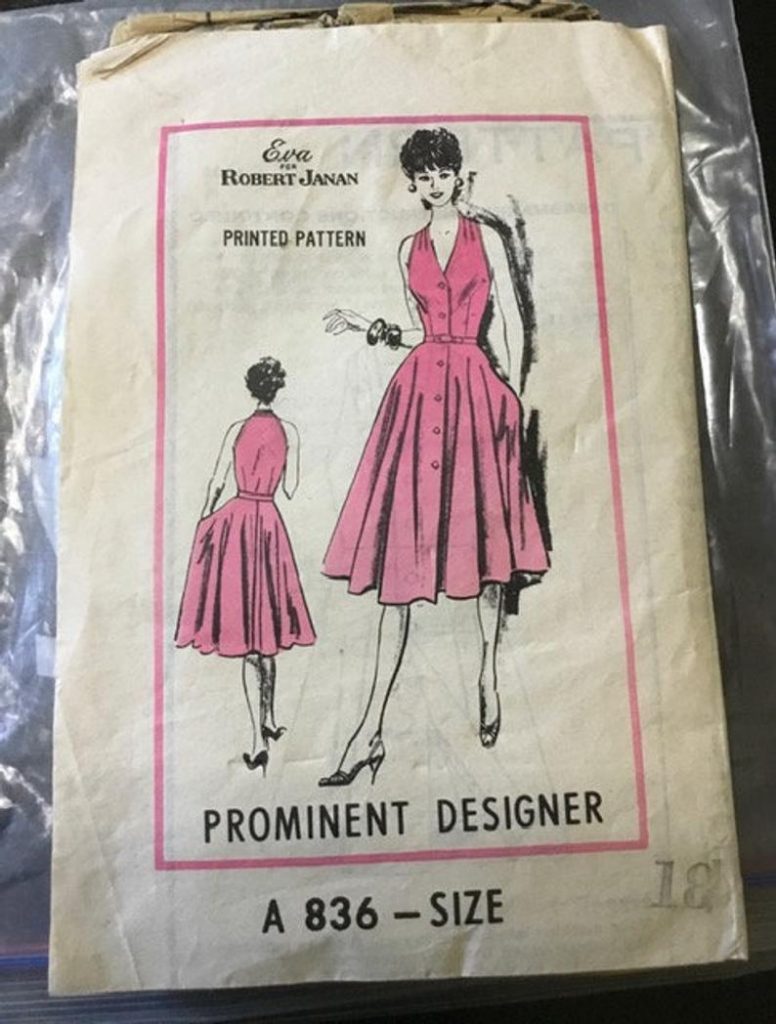 Eva
FOR
ROBERT JANAN
PRINTED PATTERN
PROMINENT DESIGNER
A 836 – SIZE
18